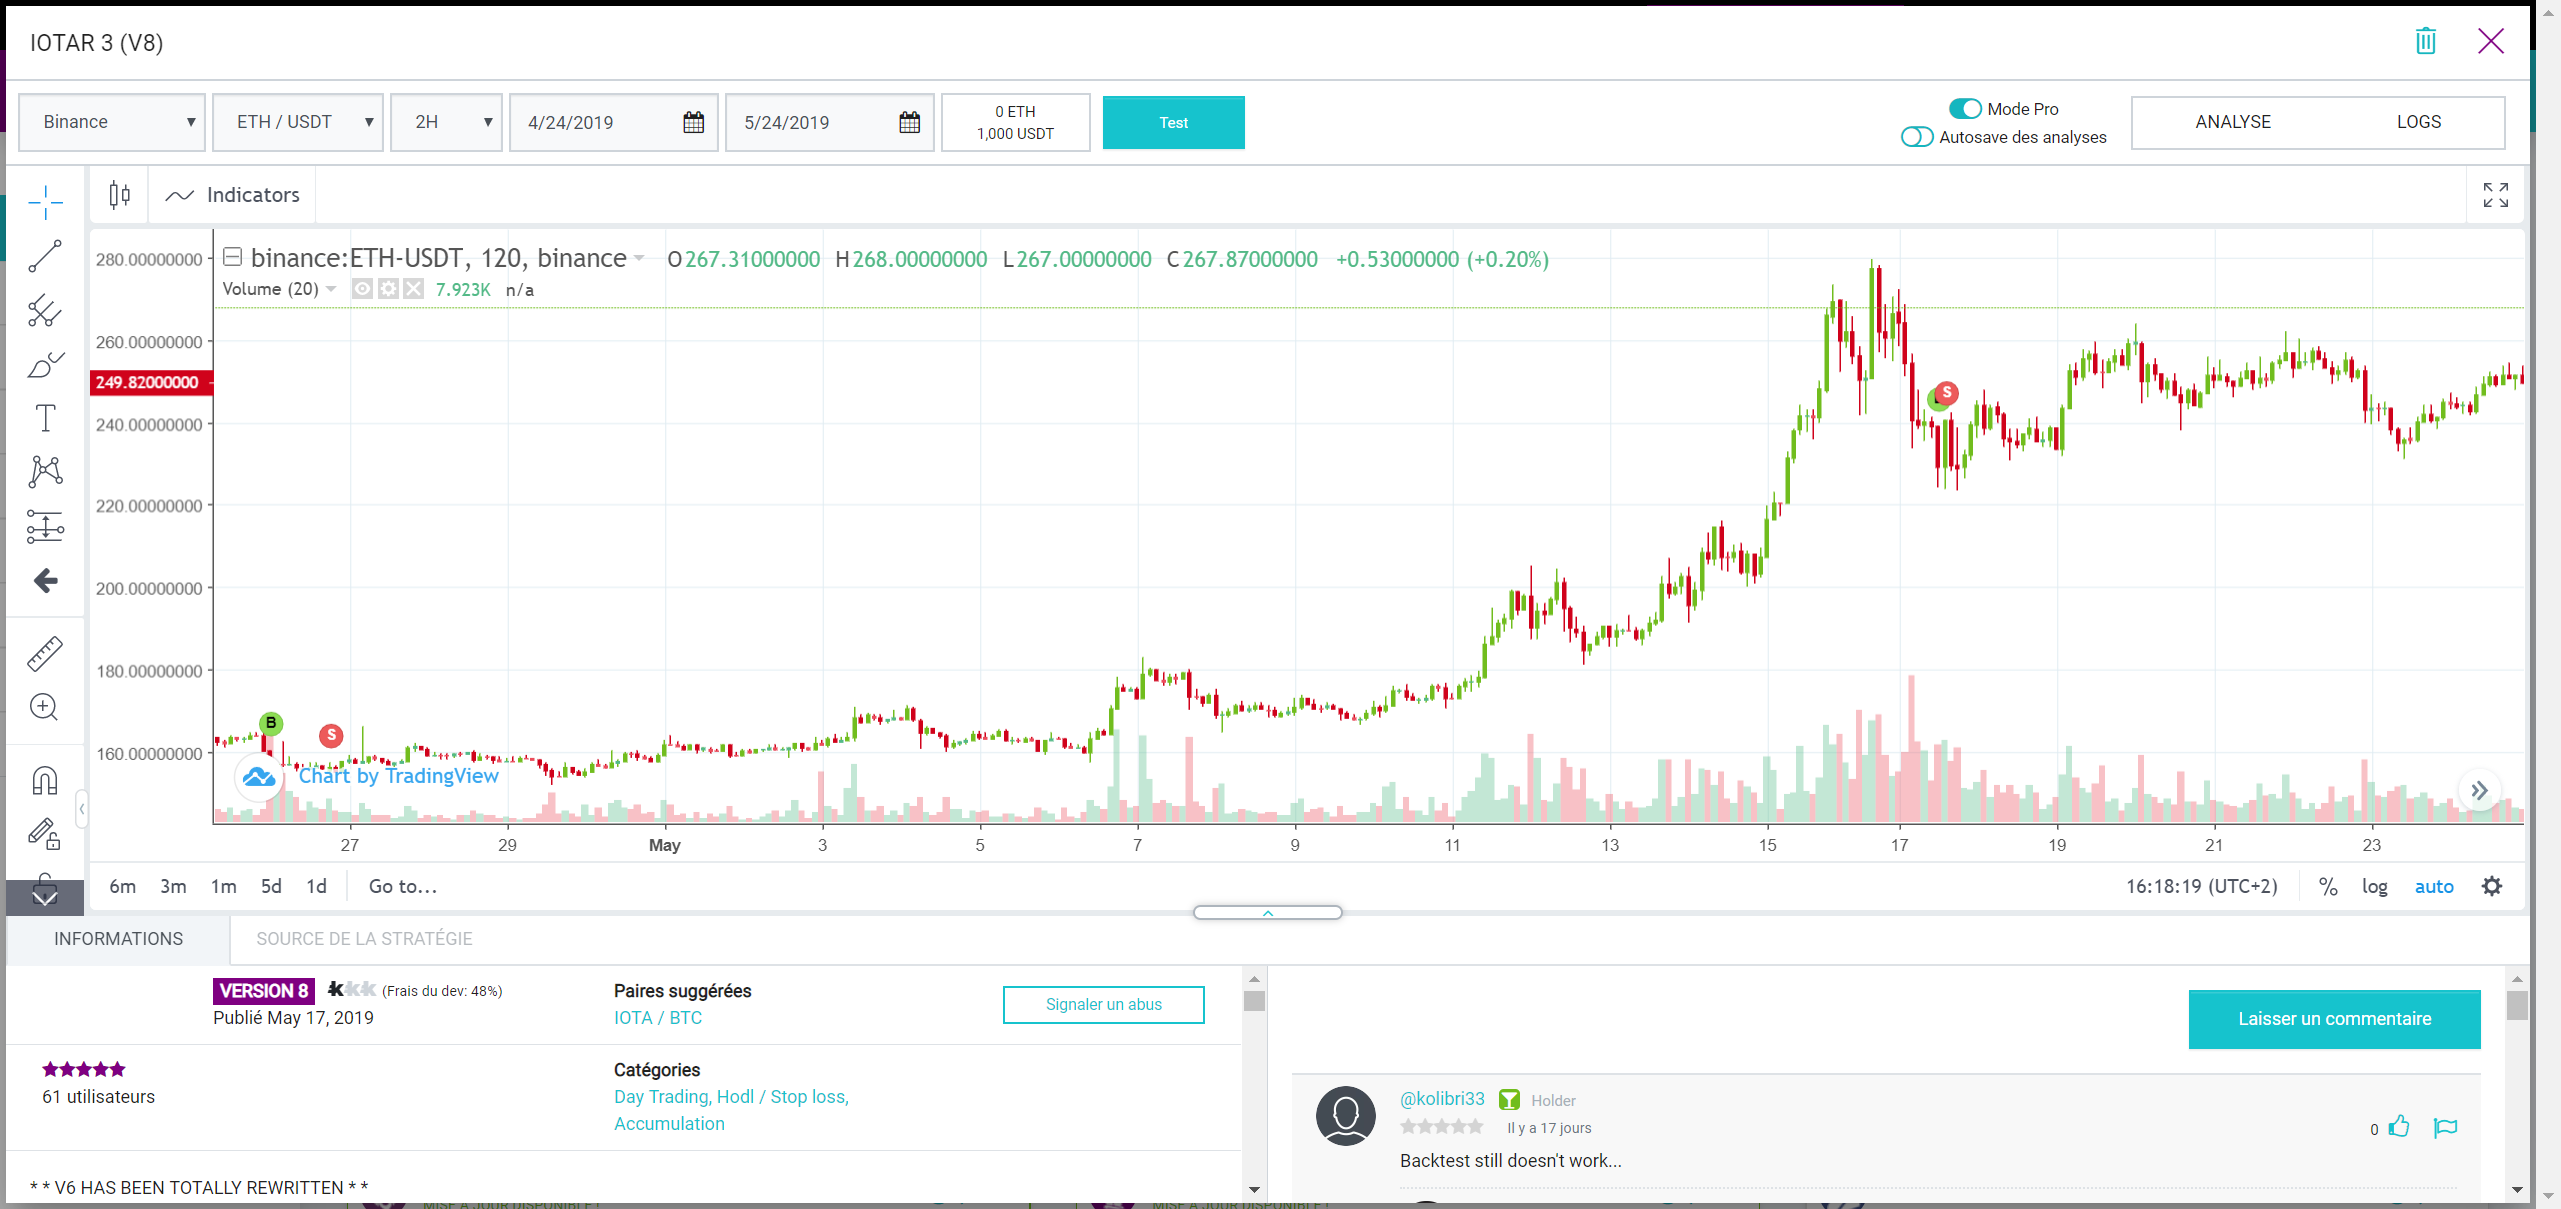 IOTAR 3 (V8)
Binance ETH / USDT 2H 4/24/2019 5/24/2019 0 ETH Test Mode Pro ANALYSE LOGS
1,000 USDT Autosave des analyses
Indicators
binance:ETH-USDT, 120, binance O267.31000000 H268.00000000 L267.00000000 C267.87000000 +0.53000000 (+0.20%)
Volume (20) 7.923K n/a
280.00000000
260.00000000
249.82000000
240.00000000
220.00000000
200.00000000
180.00000000
160.00000000
B
S
S
Chart by TradingView
27 29 May 3 5 7 9 11 13 15 17 19 21 23
6m 3m 1m 5d 1d Go to... 16:18:19 (UTC+2) % log auto
INFORMATIONS SOURCE DE LA STRATÉGIE
VERSION 8 (Frais du dev: 48%)
Publié May 17, 2019
Paires suggérées
IOTA / BTC
Signaler un abus
61 utilisateurs
Catégories
Day Trading, Hodl / Stop loss,
Accumulation
* * V6 HAS BEEN TOTALLY REWRITTEN * *
Laisser un commentaire
@kolibri33 Holder
Il y a 17 jours
0
Backtest still doesn't work...